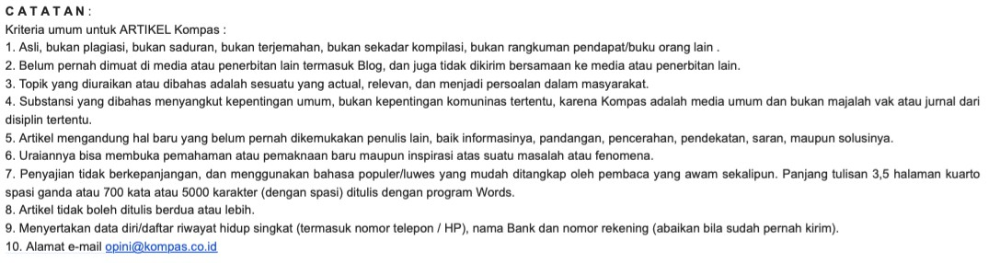 C A T A T A N :
Kriteria umum untuk ARTIKEL Kompas :
1. Asli, bukan plagiasi, bukan saduran, bukan terjemahan, bukan sekadar kompilasi, bukan rangkuman pendapat/buku orang lain .
2. Belum pernah dimuat di media atau penerbitan lain termasuk Blog, dan juga tidak dikirim bersamaan ke media atau penerbitan lain.
3. Topik yang diuraikan atau dibahas adalah sesuatu yang actual, relevan, dan menjadi persoalan dalam masyarakat.
4. Substansi yang dibahas menyangkut kepentingan umum, bukan kepentingan komuninas tertentu, karena Kompas adalah media umum dan bukan majalah vak atau jurnal dari
disiplin tertentu.
5. Artikel mengandung hal baru yang belum pernah dikemukakan penulis lain, baik informasinya, pandangan, pencerahan, pendekatan, saran, maupun solusinya.
6. Uraiannya bisa membuka pemahaman atau pemaknaan baru maupun inspirasi atas suatu masalah atau fenomena.
7. Penyajian tidak berkepanjangan, dan menggunakan bahasa populer/luwes yang mudah ditangkap oleh pembaca yang awam sekalipun. Panjang tulisan 3,5 halaman kuarto
spasi ganda atau 700 kata atau 5000 karakter (dengan spasi) ditulis dengan program Words.
8. Artikel tidak boleh ditulis berdua atau lebih.
9. Menyertakan data diri/daftar riwayat hidup singkat (termasuk nomor telepon / HP), nama Bank dan nomor rekening (abaikan bila sudah pernah kirim).
10. Alamat e-mail opini@kompas.co.id